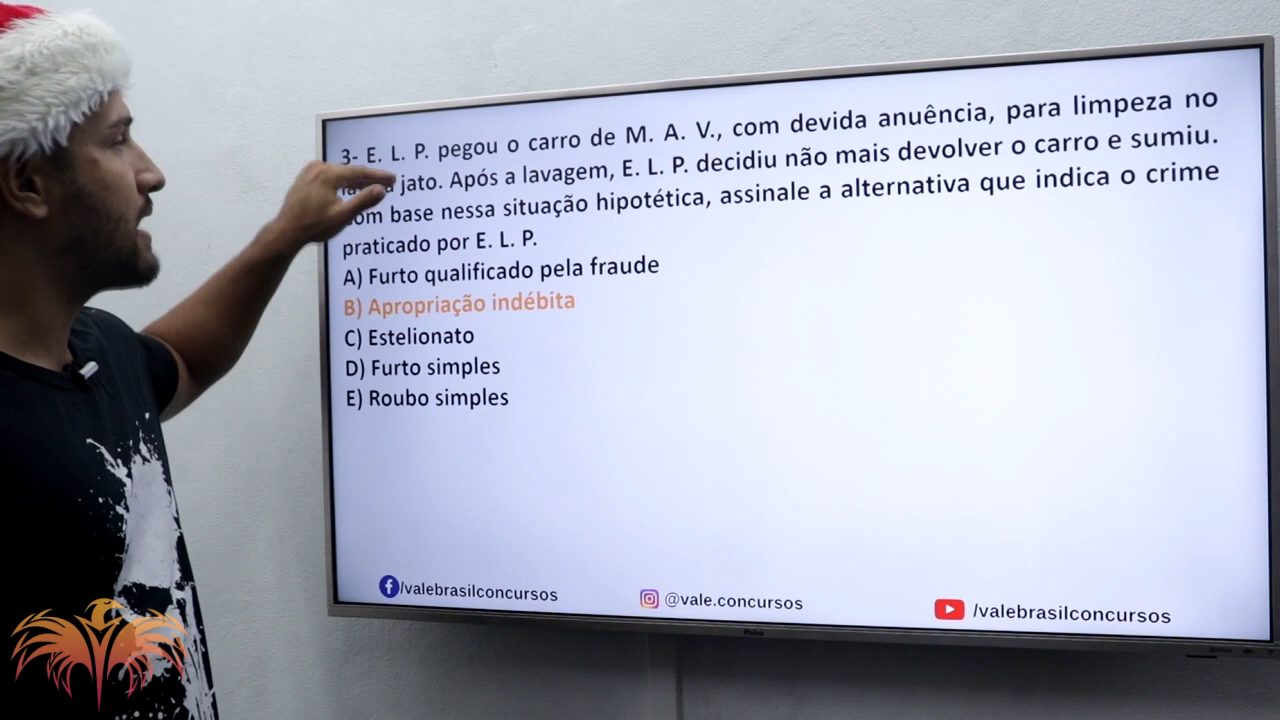 3- E. L. P. pegou o carro de M. A. V., com devida anuência, para limpeza no
jato. Após a lavagem, E. L. P. decidiu não mais devolver o carro e sumiu.
base nessa situação hipotética, assinale a alternativa que indica o crime
praticado por E. L. P.
A) Furto qualificado pela fraude
B) Apropriação indébita
C) Estelionato
D) Furto simples
E) Roubo simples
/valebrasilconcursos
@vale.concursos
/valebrasilconcursos